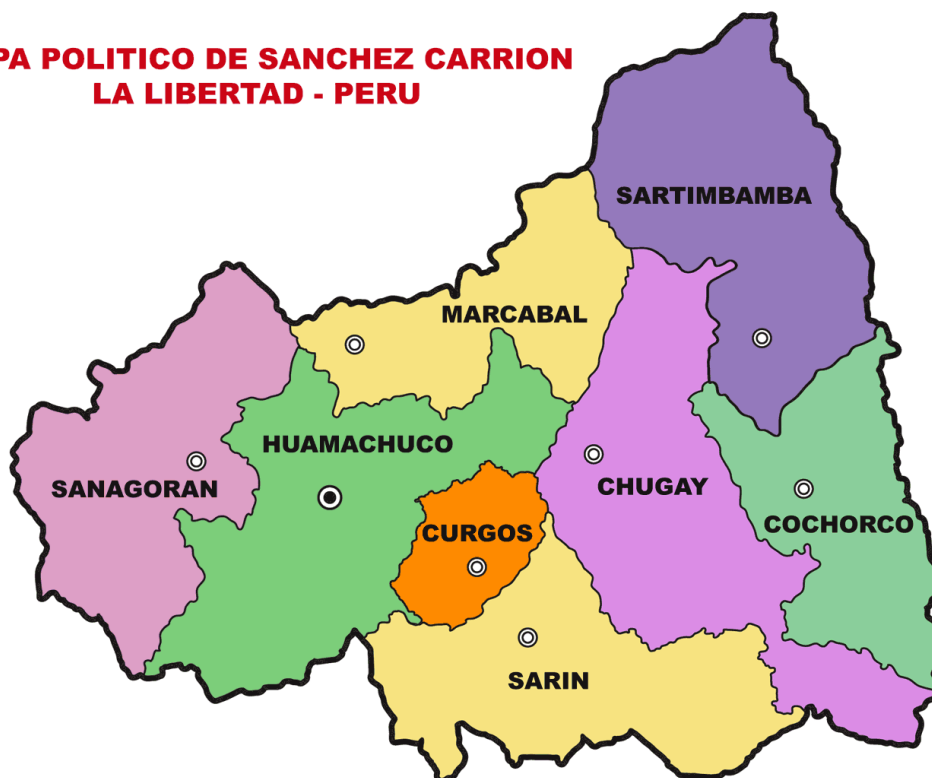 PA POLITICO DE SANCHEZ CARRION
LA LIBERTAD - PERU
SARTIMBAMBA
MARCABAL
HUAMACHUCO
SANAGORAN
CHUGAY
CURGOS
COCHORCO
SARIN